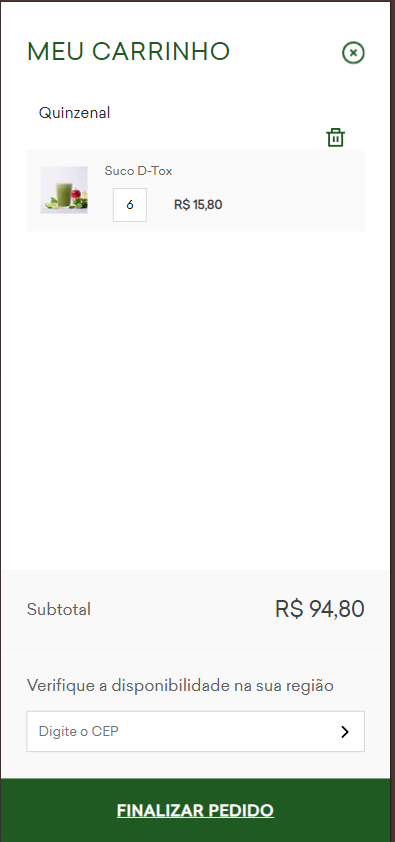 MEU CARRINHO
Quinzenal
Suco D-Tox
6 R$ 15,80
Subtotal R$ 94,80
Verifique a disponibilidade na sua região
Digite o CEP
FINALIZAR PEDIDO